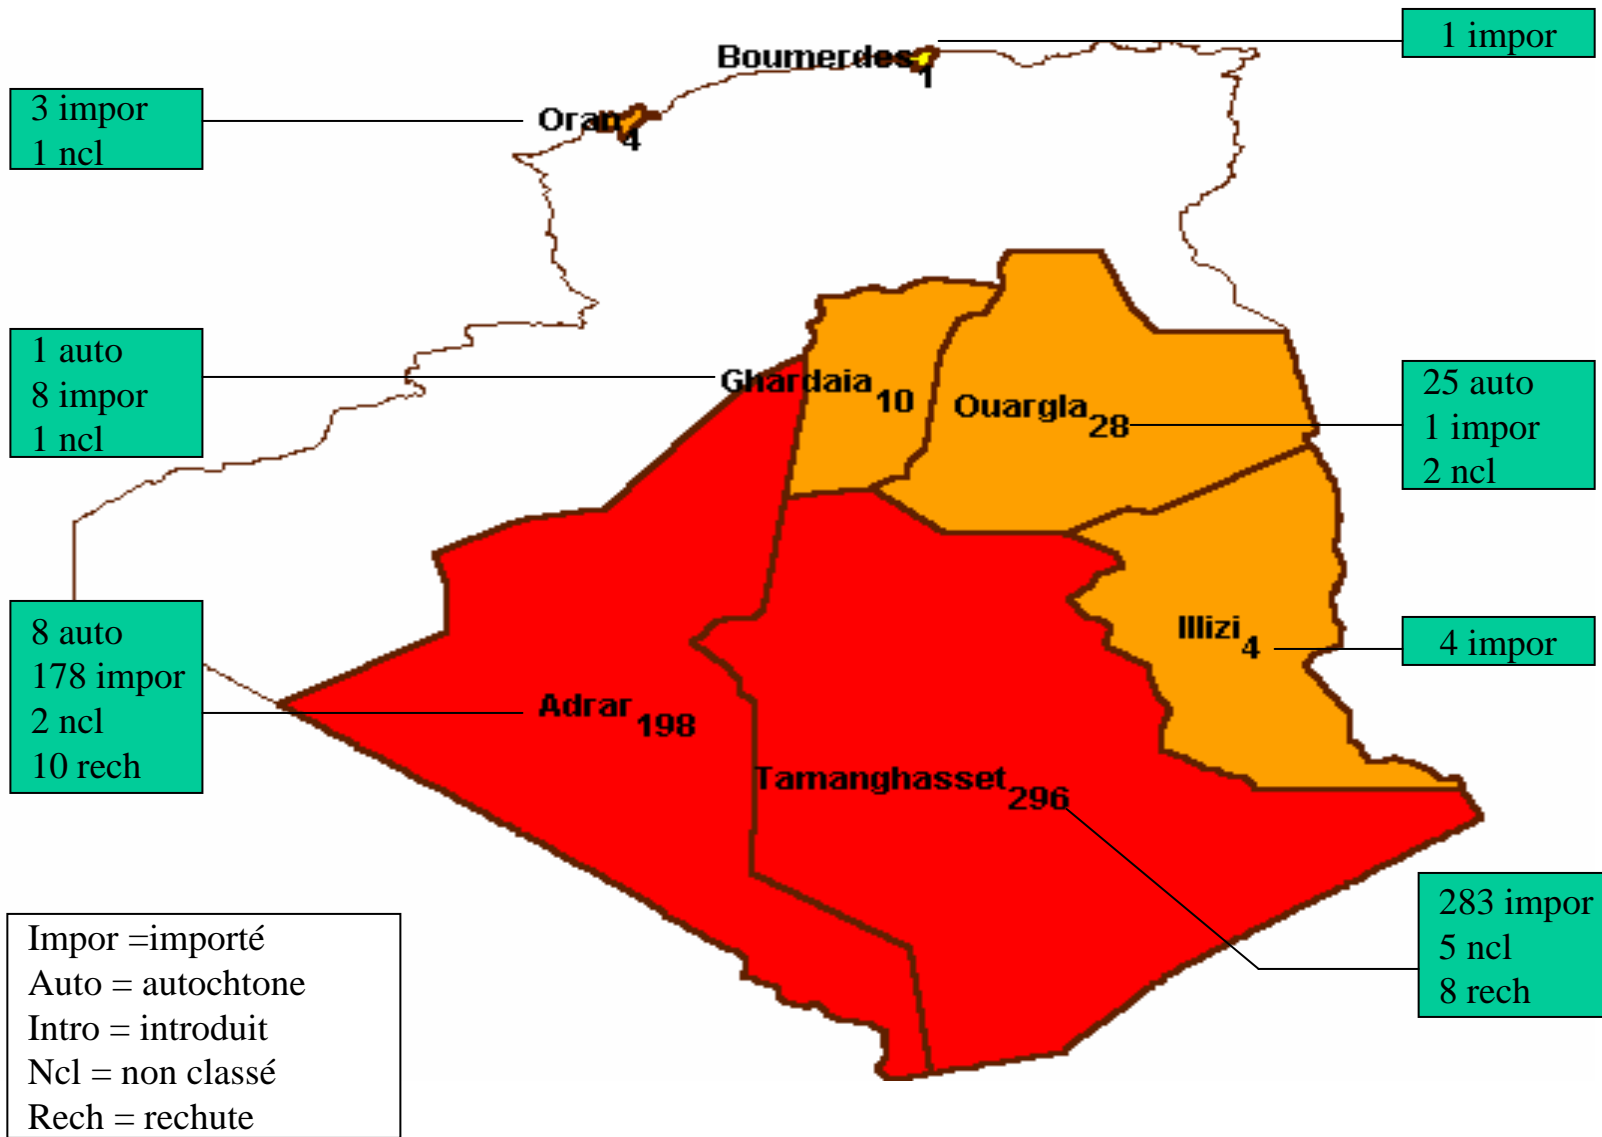 Boumerdes
1
1 impor
3 impor
1 ncl
Oran
4
1 auto
8 impor
1 ncl
Ghardaia
10
Ouargla
28
25 auto
1 impor
2 ncl
8 auto
178 impor
2 ncl
10 rech
Illizi
4
4 impor
Adrar
198
Tamanghasset
296
283 impor
5 ncl
8 rech
Impor =importé
Auto = autochtone
Intro = introduit
Ncl = non classé
Rech = rechute